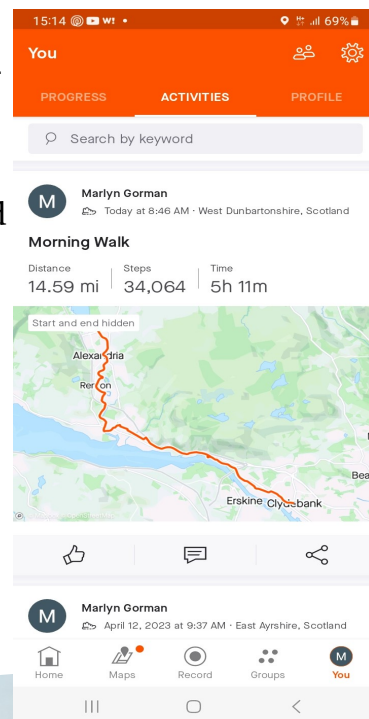 15:14
69%
You
PROGRESS ACTIVITIES PROFILE
Search by keyword
M
Marlyn Gorman
Today at 8:46 AM · West Dunbartonshire, Scotland
Morning Walk
Distance Steps Time
14.59 mi 34,064 5h 11m
Start and end hidden
Alexandria
Renton
Bea
Erskine Clydebank
M
Marlyn Gorman
April 12, 2023 at 9:37 AM · East Ayrshire, Scotland
M
Home Maps Record Groups You